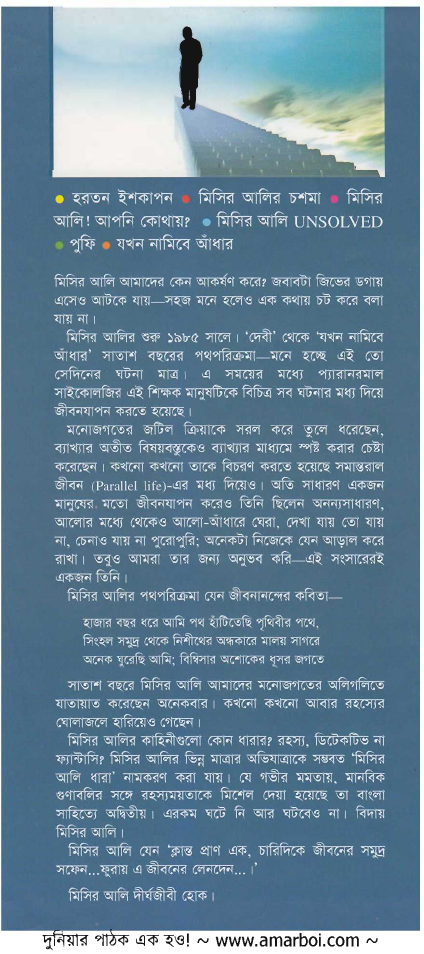 ● হরতন ইশকাপন ● মিসির আলির চশমা ● মিসির
আলি! আপনি কোথায়? ● মিসির আলি UNSOLVED
● পুফি ● যখন নামিবে আঁধার
মিসির আলি আমাদের কেন আকর্ষণ করে? জবাবটা জিভের ডগায়
এসেও আটকে যায়—সহজ মনে হলেও এক কথায় চট করে বলা
যায় না।
মিসির আলির শুরু ১৯৮৫ সালে। ‘দেবী’ থেকে ‘যখন নামিবে
আঁধার’ সাতাশ বছরের পথপরিক্রমা—মনে হচ্ছে এই তো
সেদিনের ঘটনা মাত্র। এ সময়ের মধ্যে প্যারানরমাল
সাইকোলজির এই শিক্ষক মানুষটিকে বিচিত্র সব ঘটনার মধ্য দিয়ে
জীবনযাপন করতে হয়েছে।
মনোজগতের জটিল ক্রিয়াকে সরল করে তুলে ধরেছেন,
ব্যাখ্যার অতীত বিষয়বস্তুকেও ব্যাখ্যার মাধ্যমে স্পষ্ট করার চেষ্টা
করেছেন। কখনো কখনো তাকে বিচরণ করতে হয়েছে সমান্তরাল
জীবন (Parallel life)-এর মধ্য দিয়েও। অতি সাধারণ একজন
মানুষের মতো জীবনযাপন করেও তিনি ছিলেন অনন্যসাধারণ,
আলোর মধ্যে থেকেও আলো-আঁধারে ঘেরা, দেখা যায় তো যায়
না, চেনাও যায় না পুরোপুরি; অনেকটা নিজেকে যেন আড়াল করে
রাখা। তবুও আমরা তার জন্য অনুভব করি—এই সংসারেরই
একজন তিনি।
মিসির আলির পথপরিক্রমা যেন জীবনানন্দের কবিতা—
হাজার বছর ধরে আমি পথ হাঁটিতেছি পৃথিবীর পথে,
সিংহল সমুদ্র থেকে নিশীথের অন্ধকারে মালয় সাগরে
অনেক ঘুরেছি আমি; বিম্বিসার অশোকের ধূসর জগতে
সাতাশ বছরে মিসির আলি আমাদের মনোজগতের অলিগলিতে
যাতায়াত করেছেন অনেকবার। কখনো কখনো আবার রহস্যের
ঘোলাজলে হারিয়েও গেছেন।
মিসির আলির কাহিনীগুলো কোন ধারার? রহস্য, ডিটেকটিভ না
ফ্যান্টাসি? মিসির আলির ভিন্ন মাত্রার অভিযাত্রাকে সম্ভবত ‘মিসির
আলি ধারা’ নামকরণ করা যায়। যে গভীর মমতায়, মানবিক
গুণাবলির সঙ্গে রহস্যময়তাকে মিশেল দেয়া হয়েছে তা বাংলা
সাহিত্যে অদ্বিতীয়। এরকম ঘটে নি আর ঘটবেও না। বিদায়
মিসির আলি।
মিসির আলি যেন ‘ক্লান্ত প্রাণ এক, চারিদিকে জীবনের সমুদ্র
সফেন...ফুরায় এ জীবনের লেনদেন...।’
মিসির আলি দীর্ঘজীবী হোক।
দুনিয়ার পাঠক এক হও! ~ www.amarboi.com ~